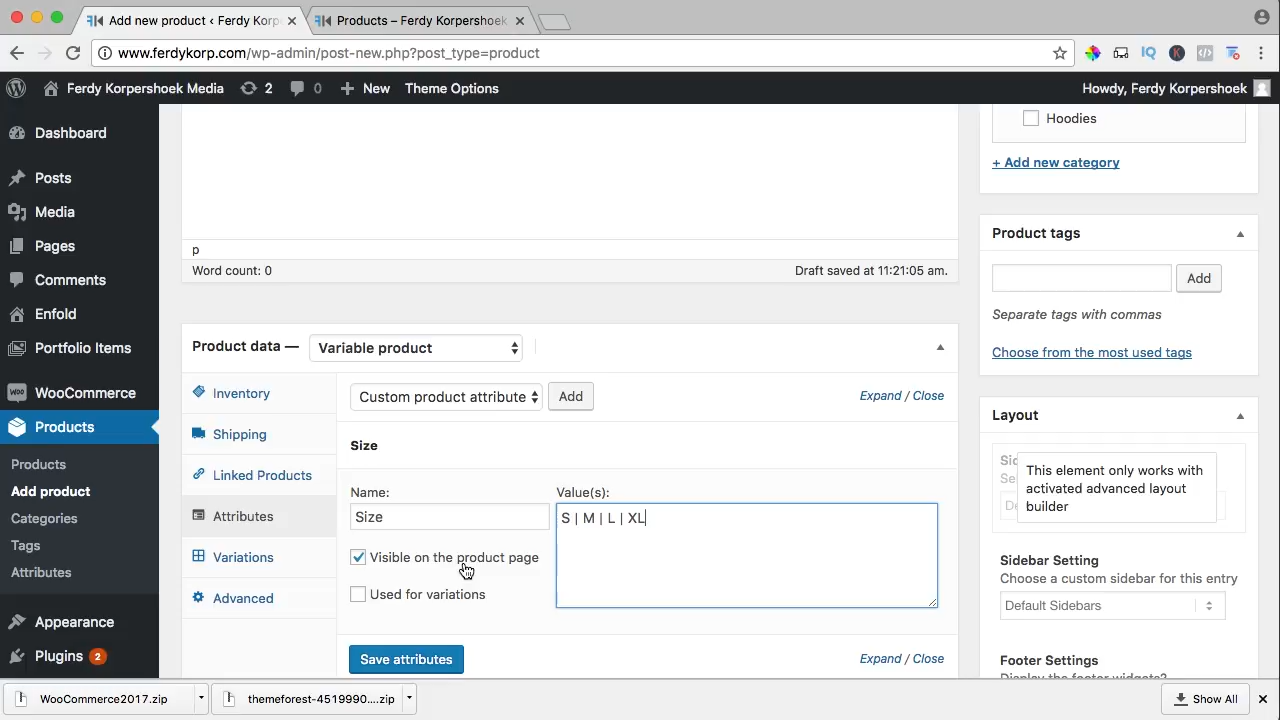 Add new product ‹ Ferdy Korp
Products – Ferdy Korpershoek
www.ferdykorp.com/wp-admin/post-new.php?post_type=product
Ferdy Korpershoek Media
2
0
New
Theme Options
Howdy, Ferdy Korpershoek
Dashboard
Posts
Media
Pages
Comments
Enfold
Portfolio Items
WooCommerce
Products
Products
Add product
Categories
Tags
Attributes
Appearance
Plugins 2
p
Word count: 0
Draft saved at 11:21:05 am.
Product data —
Variable product
Inventory
Shipping
Linked Products
Attributes
Variations
Advanced
Custom product attribute
Add
Expand / Close
Size
Name:
Size
Value(s):
S | M | L | XL
Visible on the product page
Used for variations
Save attributes
Expand / Close
Hoodies
+ Add new category
Product tags
Add
Separate tags with commas
Choose from the most used tags
Layout
This element only works with
activated advanced layout
builder
Sidebar Setting
Choose a custom sidebar for this entry
Default Sidebars
Footer Settings
Display the footer widgets?
WooCommerce2017.zip
themeforest-4519990....zip
Show All